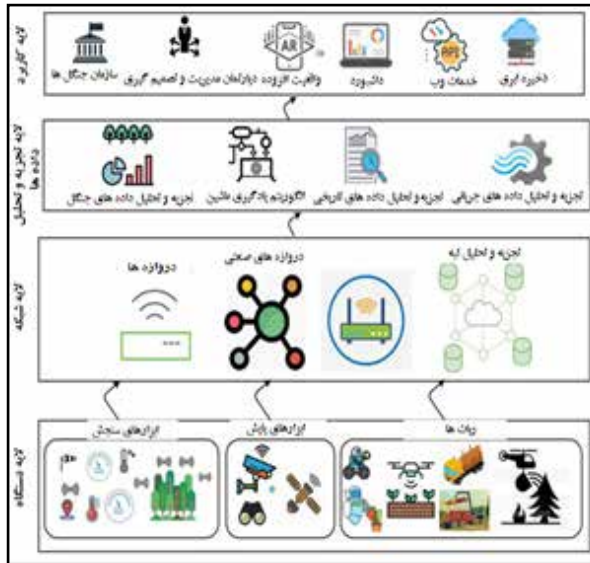 لایه کاربرد
سازمان جنگل ها
دپارتمان مدیریت و تصمیم گیری
واقعیت افزوده
AR
داشبورد
خدمات وب
API
ذخیره ابری
لایه تجزیه و تحلیل
داده ها
تجزیه و تحلیل داده های جنگل
الگوریتم یادگیری ماشین
تجزیه و تحلیل داده های تاریخی
تجزیه و تحلیل داده های جریانی
لایه شبکه
دروازه ها
دروازه های صنعتی
تجزیه و تحلیل لبه
لایه دستگاه
ابزارهای سنجش
ابزارهای پایش
ربات ها